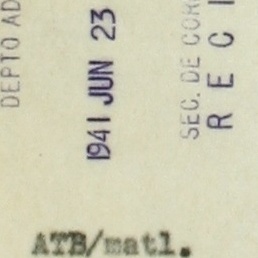 DEPTO AD
1941 JUN 23
SEC. DE COR
R E C I
ATB/matl.